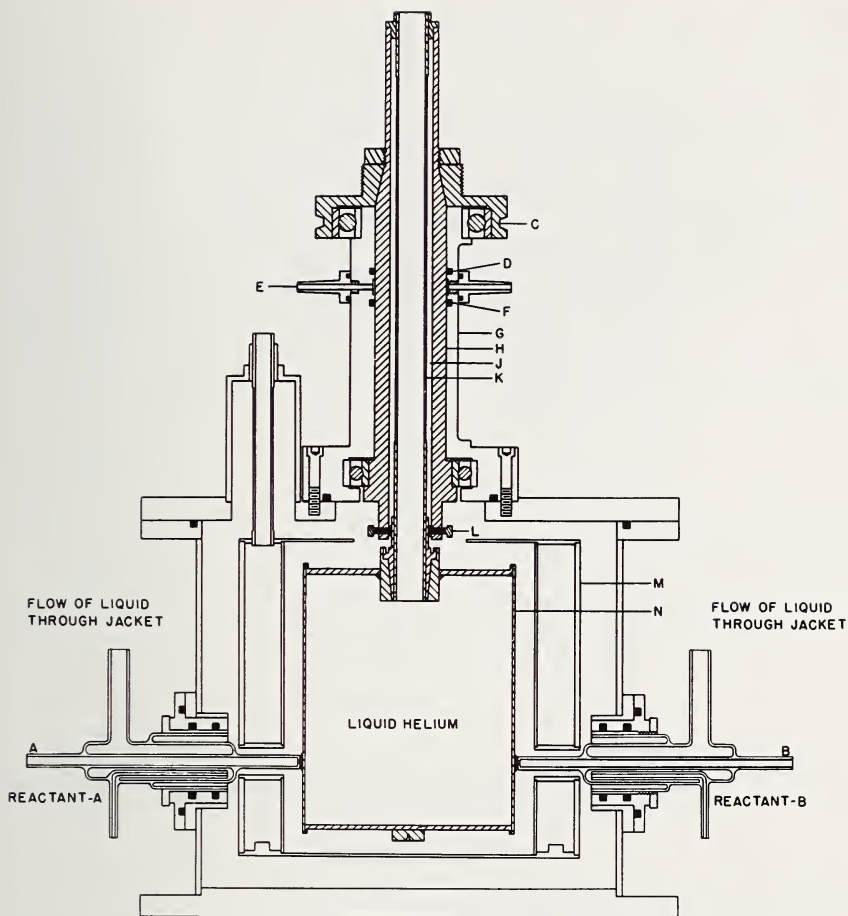 C
D
E
F
G
H
J
K
L
M
N
FLOW OF LIQUID
THROUGH JACKET
FLOW OF LIQUID
THROUGH JACKET
LIQUID HELIUM
A
B
REACTANT-A
REACTANT-B